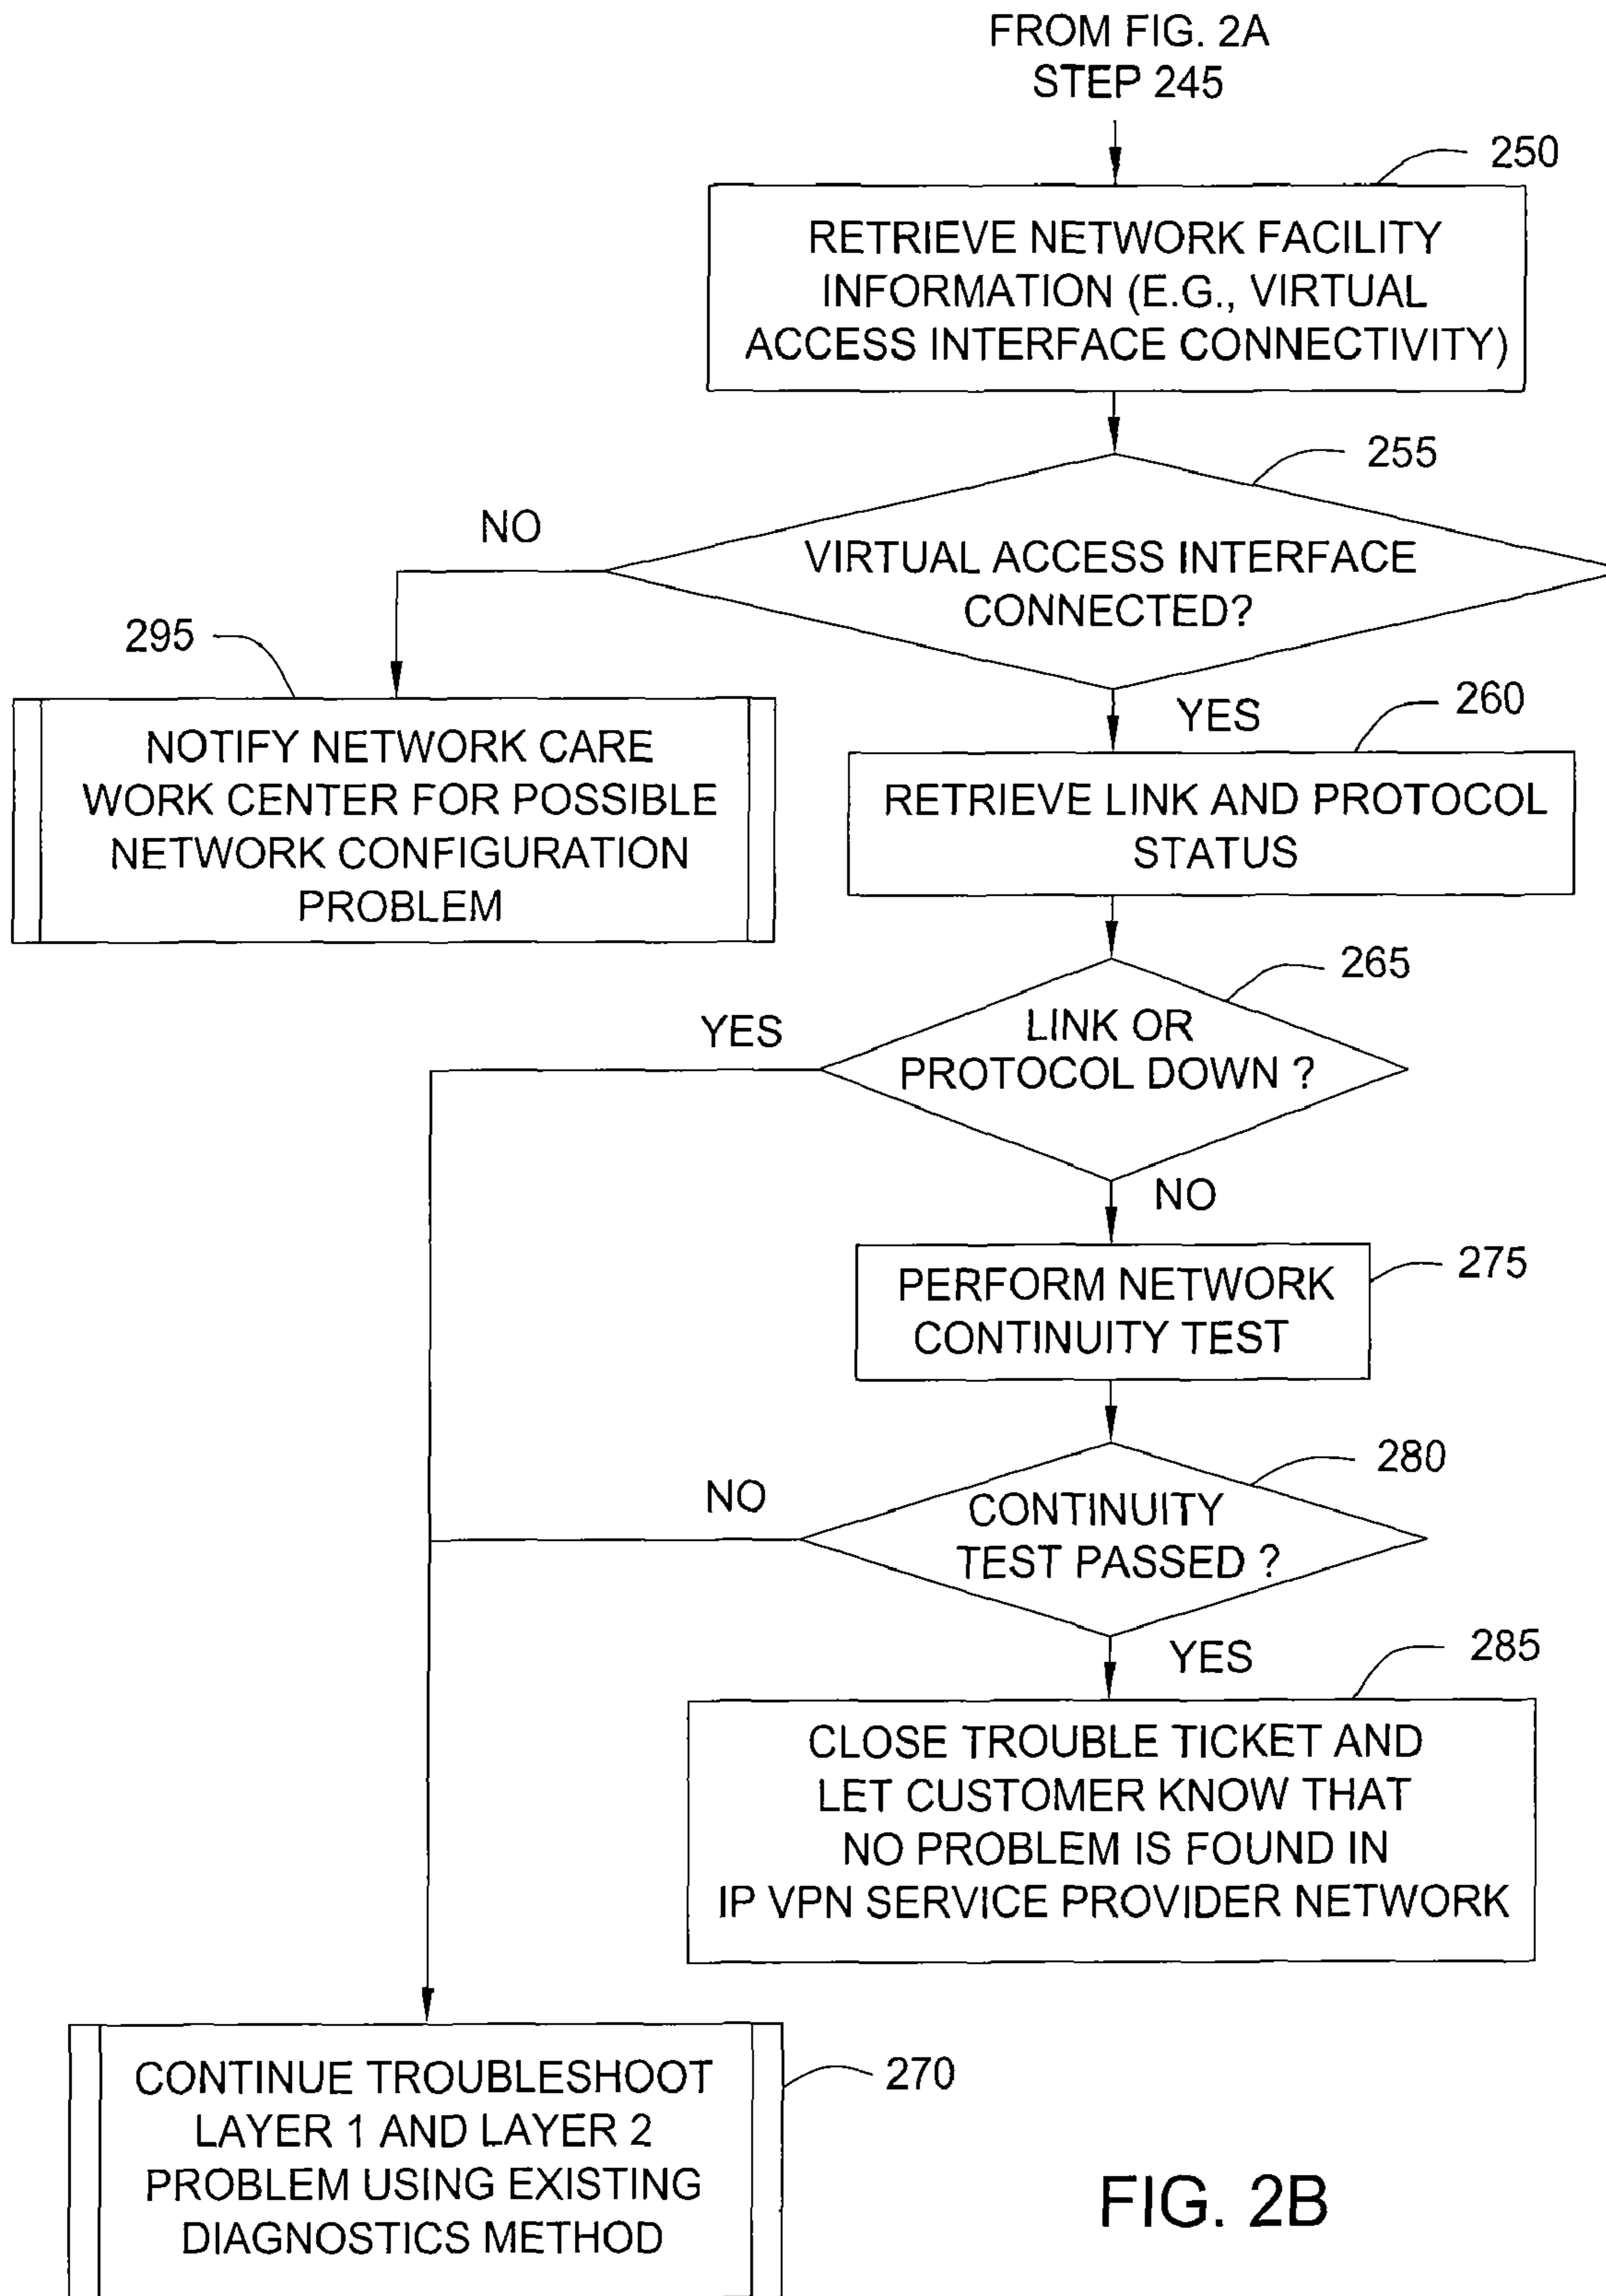 FROM FIG. 2A
STEP 245
250
RETRIEVE NETWORK FACILITY
INFORMATION (E.G., VIRTUAL
ACCESS INTERFACE CONNECTIVITY)
255
NO
VIRTUAL ACCESS INTERFACE
CONNECTED?
295
YES
260
NOTIFY NETWORK CARE
WORK CENTER FOR POSSIBLE
NETWORK CONFIGURATION
PROBLEM
RETRIEVE LINK AND PROTOCOL
STATUS
265
YES
LINK OR
PROTOCOL DOWN ?
NO
275
PERFORM NETWORK
CONTINUITY TEST
280
NO
CONTINUITY
TEST PASSED ?
YES
285
CLOSE TROUBLE TICKET AND
LET CUSTOMER KNOW THAT
NO PROBLEM IS FOUND IN
IP VPN SERVICE PROVIDER NETWORK
270
CONTINUE TROUBLESHOOT
LAYER 1 AND LAYER 2
PROBLEM USING EXISTING
DIAGNOSTICS METHOD
FIG. 2B